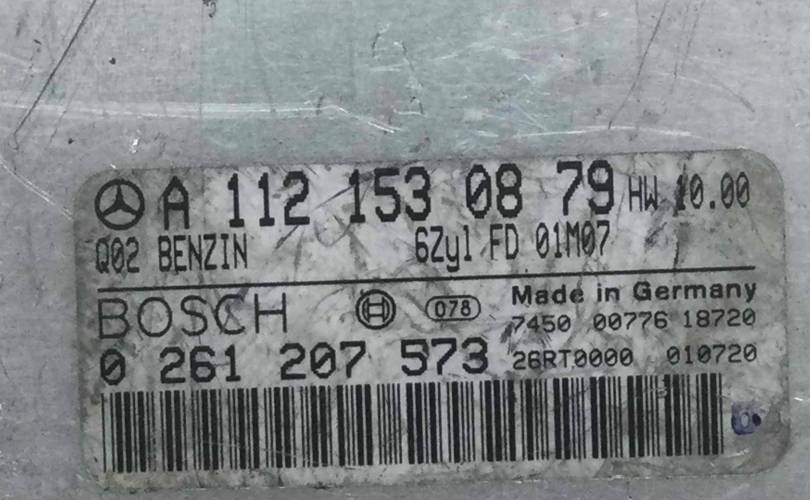 A 112 153 08 79 HW 10.00
Q02 BENZIN 6Zyl FD 01M07
BOSCH 078 Made in Germany
7450 00776 18720
0 261 207 573 26RT0000 010720